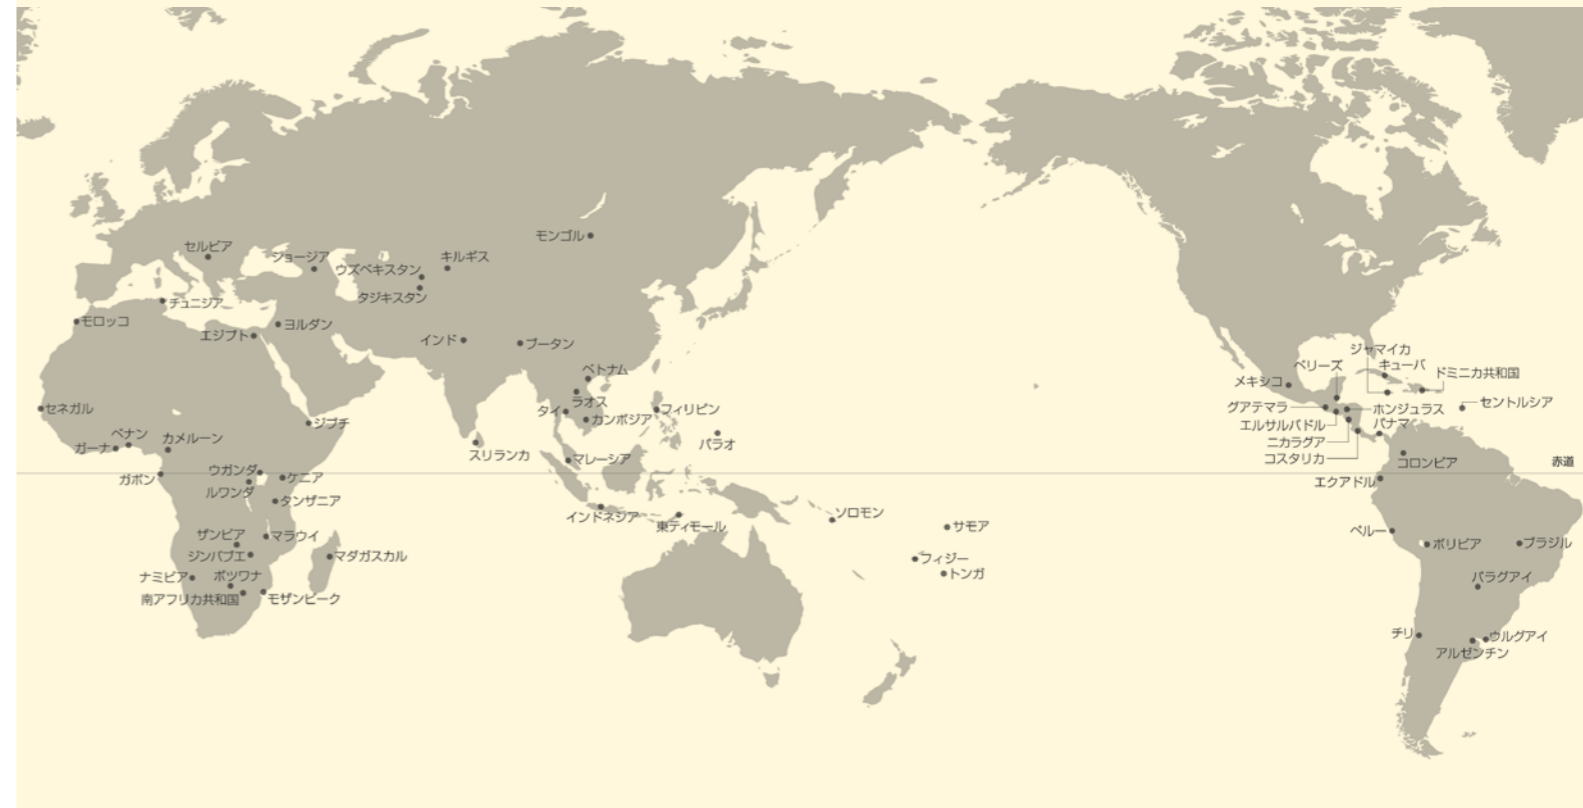 モンゴル
セルビア
ジョージア
ウズベキスタン
キルギス
タジキスタン
チュニジア
モロッコ
エジプト
ヨルダン
インド
ブータン
ベトナム
ラオス
タイ
カンボジア
フィリピン
パラオ
スリランカ
マレーシア
セネガル
ジブチ
ベナン
ガーナ
カメルーン
ガボン
ウガンダ
ケニア
ルワンダ
タンザニア
インドネシア
東ティモール
ソロモン
サモア
フィジー
トンガ
ザンビア
マラウイ
ジンバブエ
マダガスカル
ナミビア
ボツワナ
南アフリカ共和国
モザンビーク
ジャマイカ
ベリーズ
キューバ
ドミニカ共和国
メキシコ
グアテマラ
ホンジュラス
セントルシア
エルサルバドル
パナマ
ニカラグア
コスタリカ
コロンビア
赤道
エクアドル
ペルー
ボリビア
ブラジル
パラグアイ
チリ
ウルグアイ
アルゼンチン